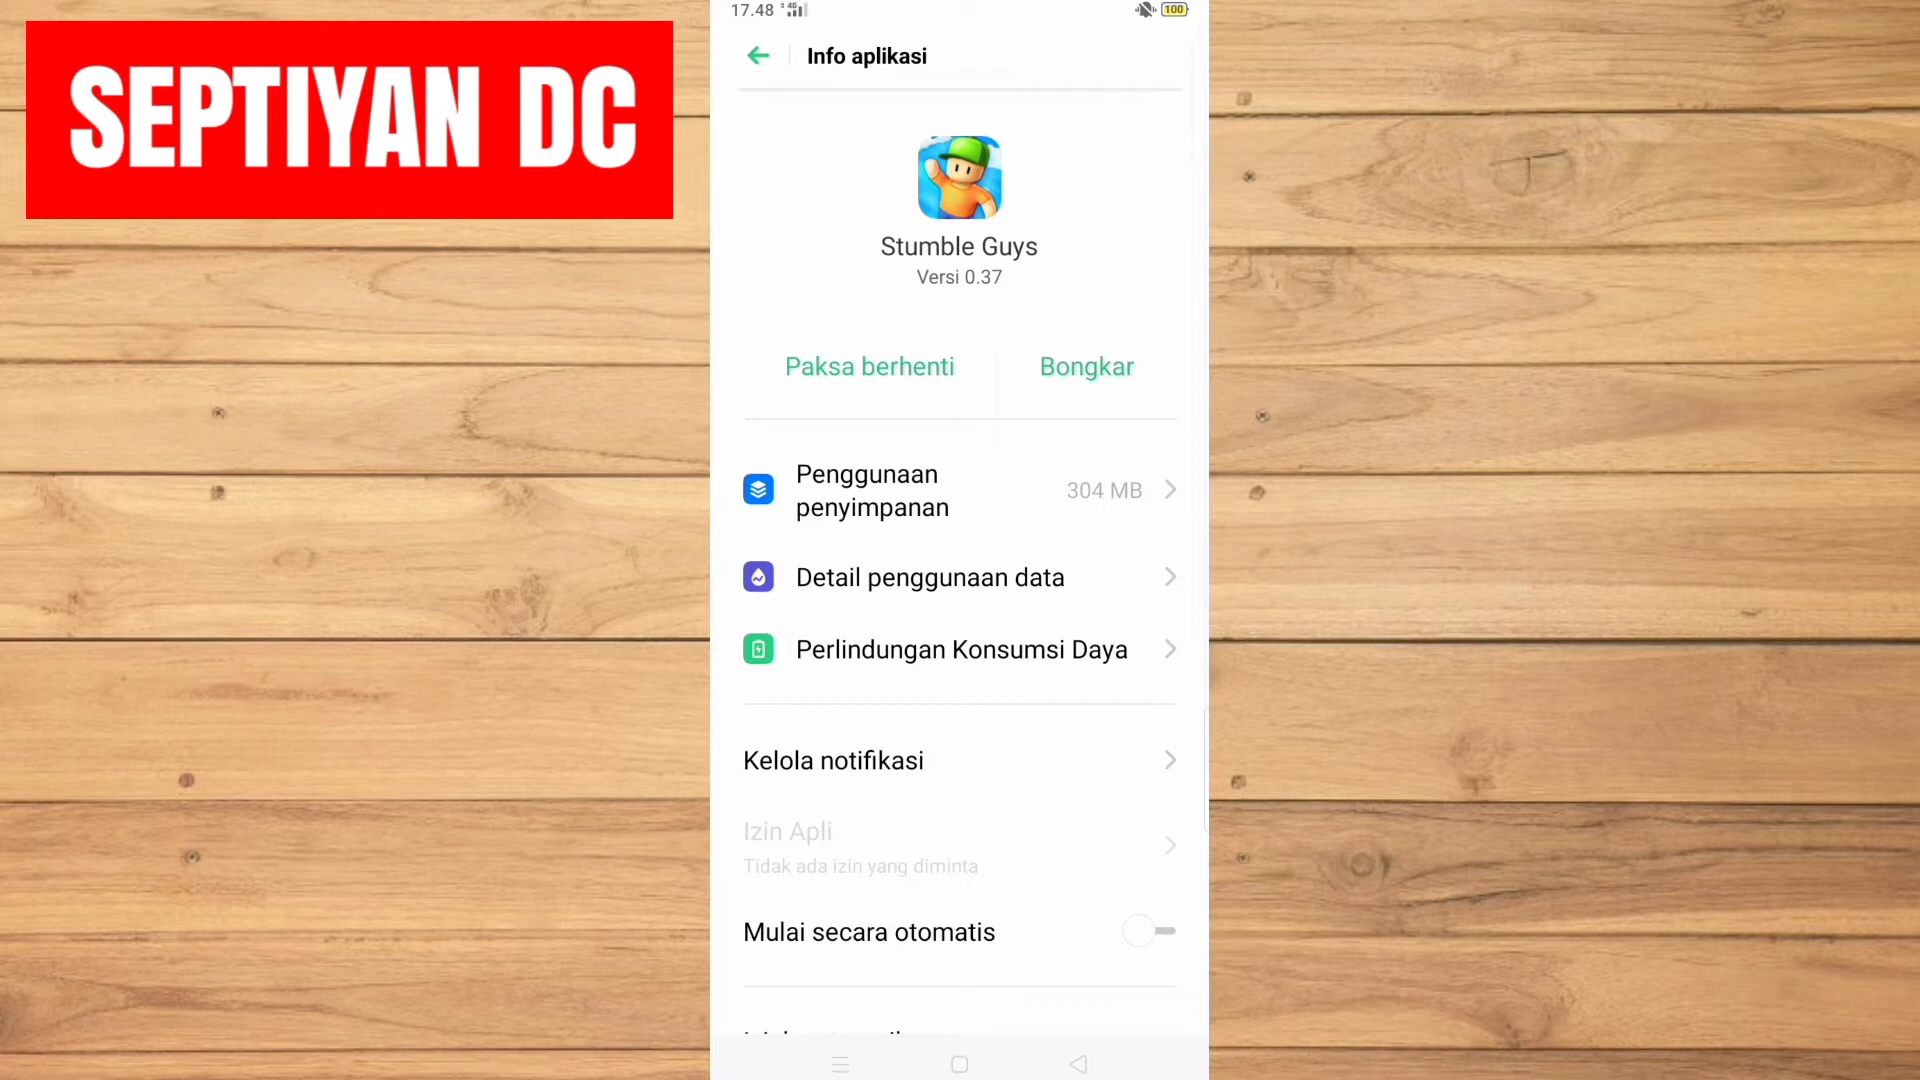 17.48 4G 100
SEPTIYAN DC
Info aplikasi
Stumble Guys
Versi 0.37
Paksa berhenti Bongkar
Penggunaan
penyimpanan
304 MB
Detail penggunaan data
Perlindungan Konsumsi Daya
Kelola notifikasi
Izin Apli
Tidak ada izin yang diminta
Mulai secara otomatis